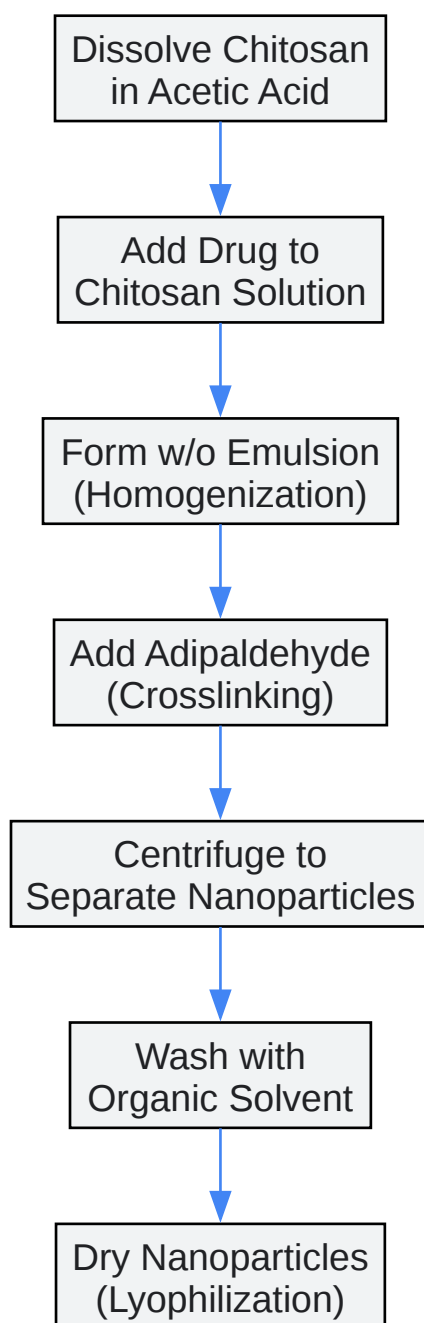 Dissolve Chitosan
in Acetic Acid
Add Drug to
Chitosan Solution
Form w/o Emulsion
(Homogenization)
Add Adipaldehyde
(Crosslinking)
Centrifuge to
Separate Nanoparticles
Wash with
Organic Solvent
Dry Nanoparticles
(Lyophilization)